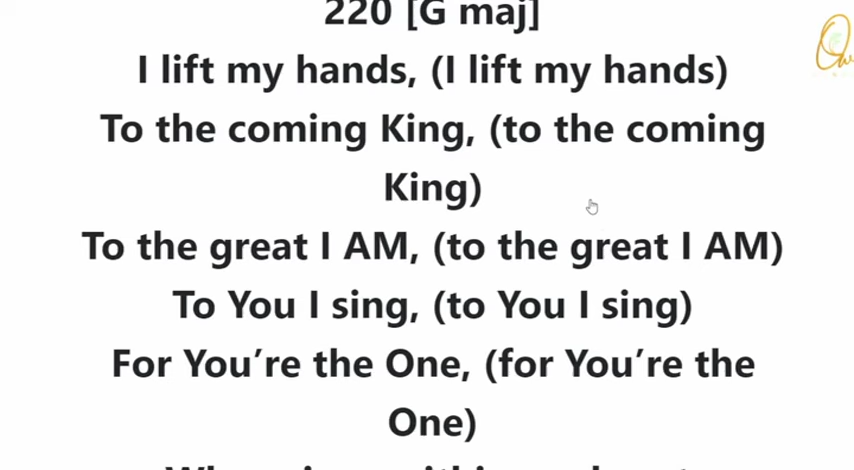 220 [G maj]
I lift my hands, (I lift my hands)
To the coming King, (to the coming
King)
To the great I AM, (to the great I AM)
To You I sing, (to You I sing)
For You’re the One, (for You’re the
One)